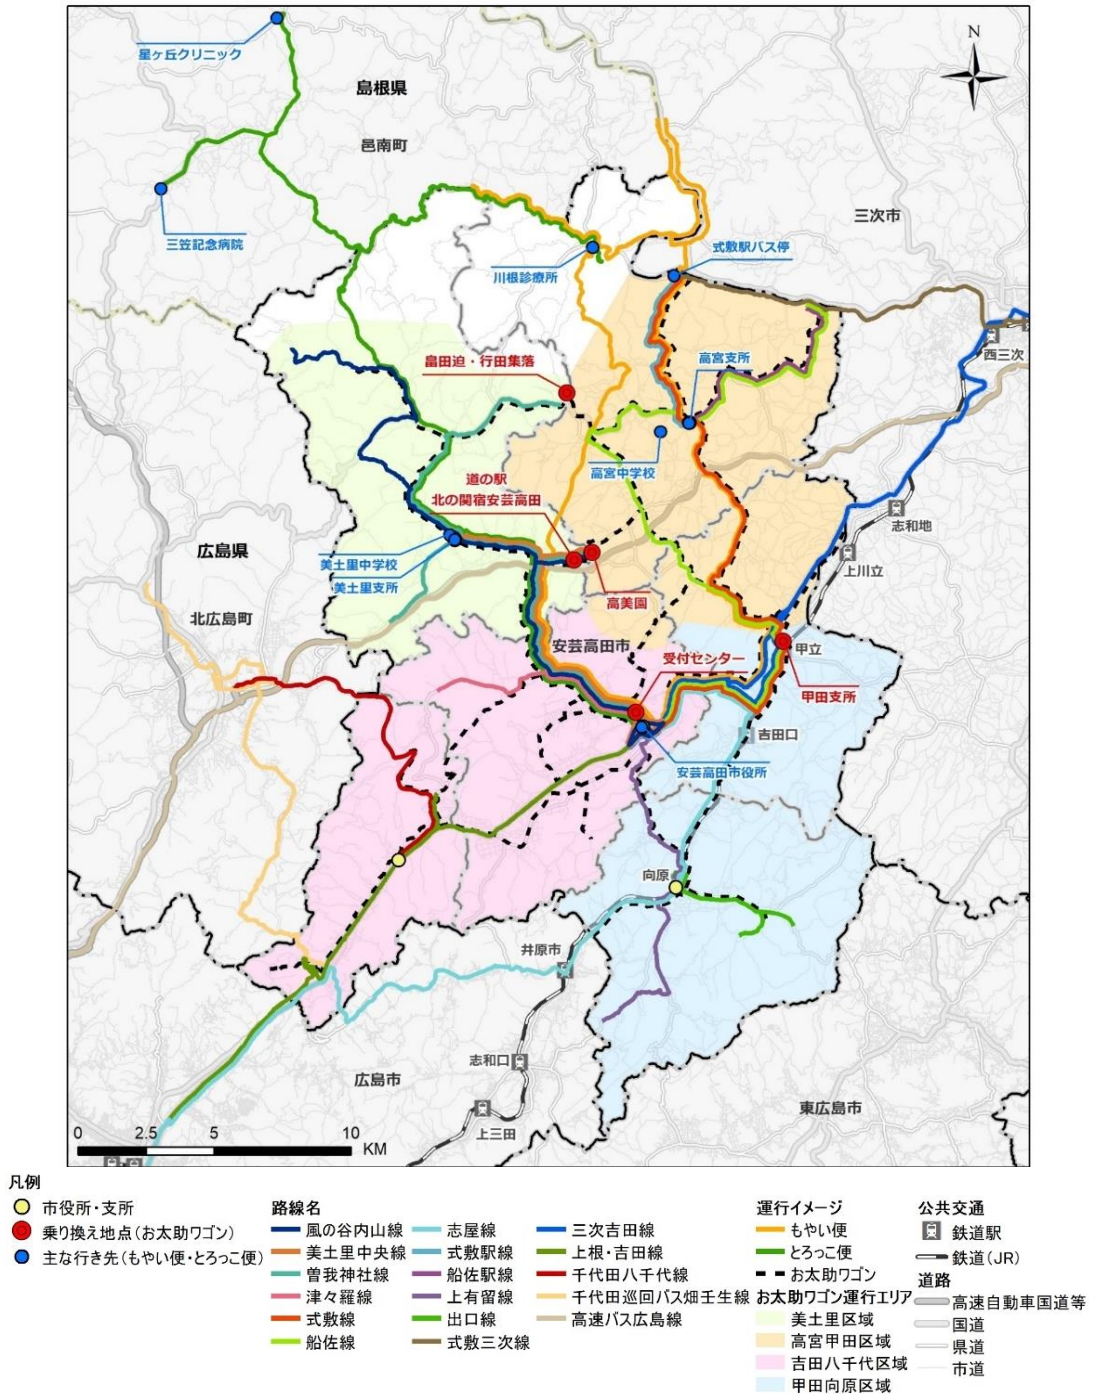 N
星ヶ丘クリニック
島根県
邑南町
三次市
三笠記念病院
式敷駅バス停
川根診療所
西三次
畠田迫・行田集落
高宮支所
道の駅
北の関宿安芸高田
高宮中学校
志和地
広島県
美土里中学校
上川立
美土里支所
高美園
北広島町
安芸高田市
受付センター
甲立
甲田支所
吉田口
安芸高田市役所
向原
井原市
志和口
広島市
東広島市
上三田
0 2.5 5 10 KM
凡例
市役所・支所
乗り換え地点(お太助ワゴン)
主な行き先(もやい便・とろっこ便)
路線名
風の谷内山線
美土里中央線
曽我神社線
津々羅線
式敷線
船佐線
志屋線
式敷駅線
船佐駅線
上有留線
出口線
式敷三次線
三次吉田線
上根・吉田線
千代田八千代線
千代田巡回バス畑壬生線
高速バス広島線
運行イメージ
もやい便
とろっこ便
お太助ワゴン
お太助ワゴン運行エリア
美土里区域
高宮甲田区域
吉田八千代区域
甲田向原区域
公共交通
鉄道駅
鉄道(JR)
道路
高速自動車国道等
国道
県道
市道